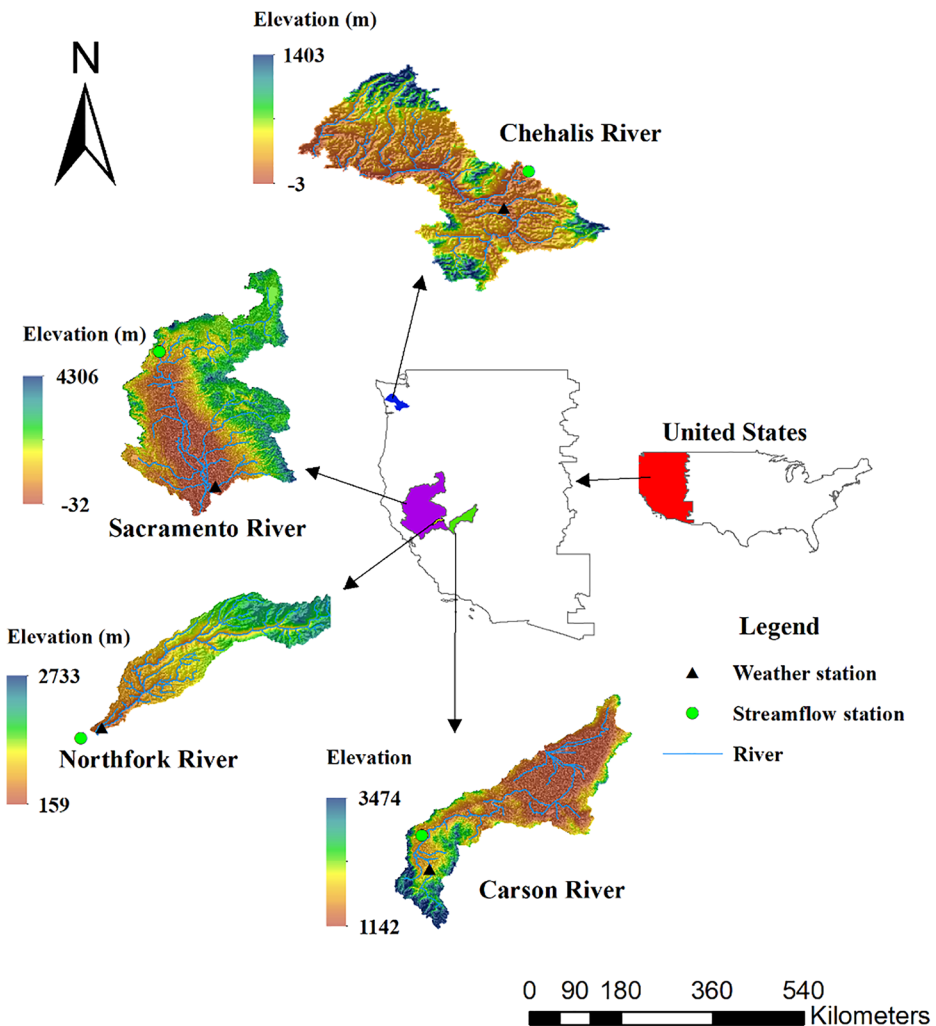 Elevation (m)
1403
-3
N
Chehalis River
Elevation (m)
4306
-32
Sacramento River
United States
Elevation (m)
2733
159
Northfork River
Legend
Weather station
Streamflow station
River
Elevation
3474
1142
Carson River
0 90 180 360 540
Kilometers